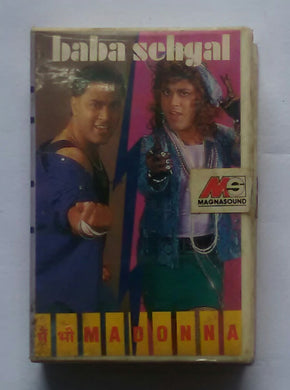 baba sehgal
MS
MAGNASOUND
मैं भी MADONNA